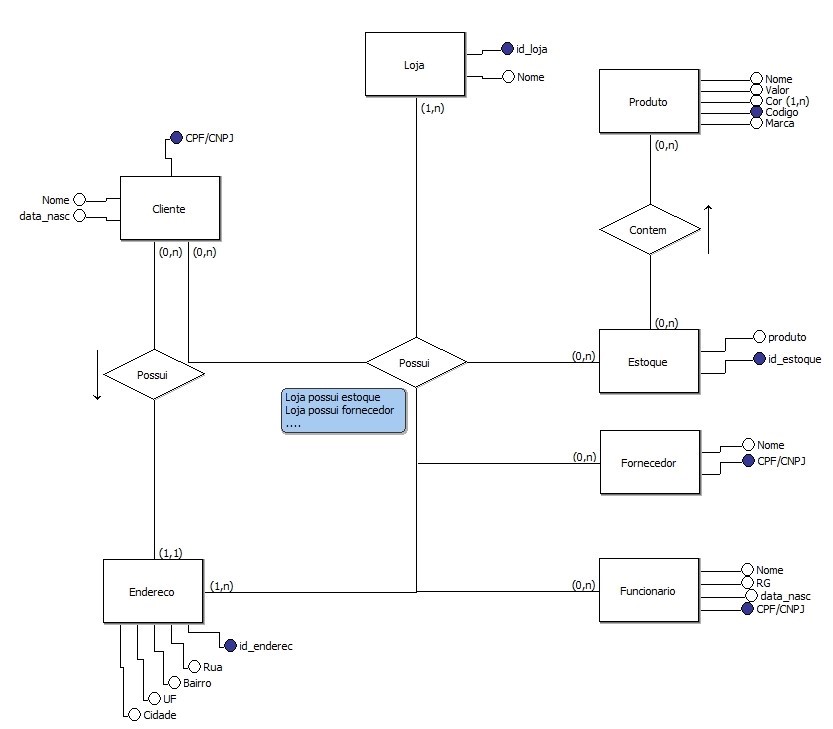 Loja
id_loja
Nome
(1,n)
Produto
Nome
Valor
Cor (1,n)
Codigo
Marca
(0,n)
CPF/CNPJ
Nome
data_nasc
Cliente
(0,n)
(0,n)
Contem
(0,n)
Estoque
produto
id_estoque
Possui
Possui
(0,n)
Loja possui estoque
Loja possui fornecedor
....
(0,n)
Fornecedor
Nome
CPF/CNPJ
(1,1)
Endereco
(1,n)
(0,n)
Funcionario
Nome
RG
data_nasc
CPF/CNPJ
id_enderec
Rua
Bairro
UF
Cidade